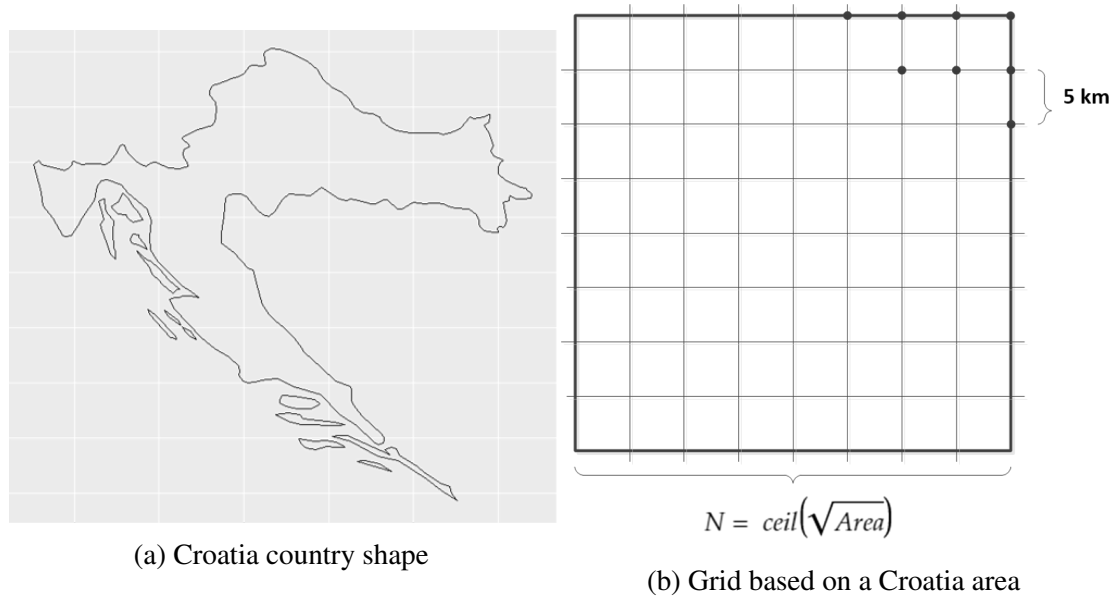 5 km
N = ceil(√Area)
(a) Croatia country shape
(b) Grid based on a Croatia area